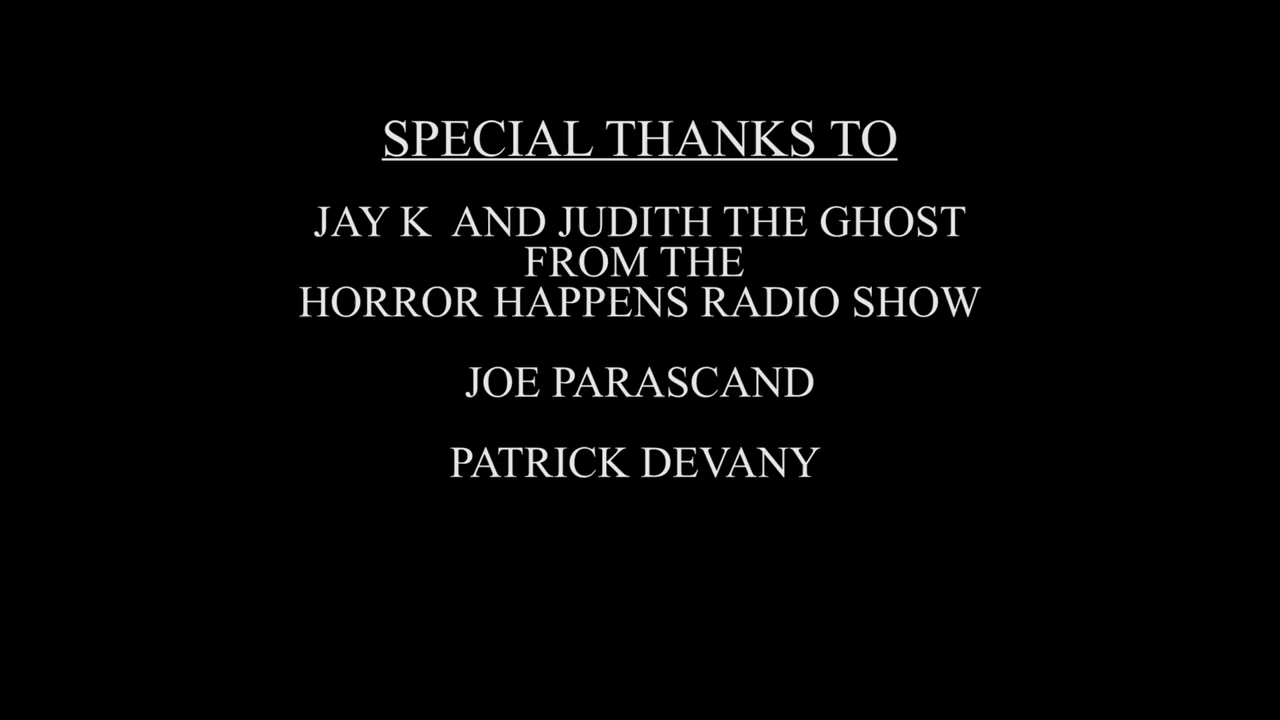 SPECIAL THANKS TO
JAY K  AND JUDITH THE GHOST
FROM THE
HORROR HAPPENS RADIO SHOW
JOE PARASCAND
PATRICK DEVANY